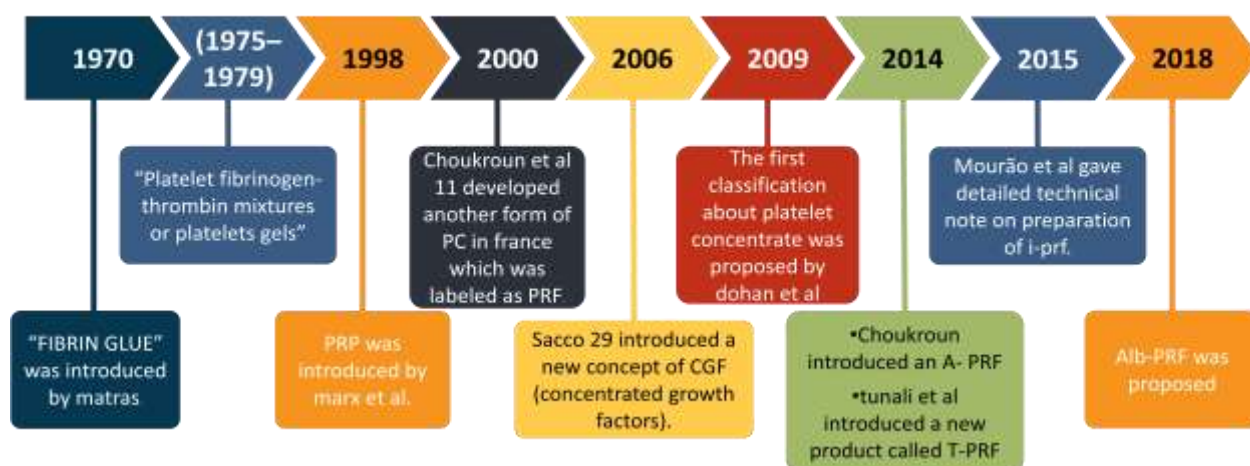 1970
(1975–
1979)
1998
2000
2006
2009
2014
2015
2018
"Platelet fibrinogen-
thrombin mixtures
or platelets gels"
Choukroun et al
11 developed
another form of
PC in france
which was
labeled as PRF
The first
classification
about platelet
concentrate was
proposed by
dohan et al
Mourão et al gave
detailed technical
note on preparation
of i-prf.
"FIBRIN GLUE"
was introduced
by matras
PRP was
introduced by
marx et al.
Sacco 29 introduced a
new concept of CGF
(concentrated growth
factors).
•Choukroun
introduced an A- PRF
•tunali et al
introduced a new
product called T-PRF
Alb-PRF was
proposed